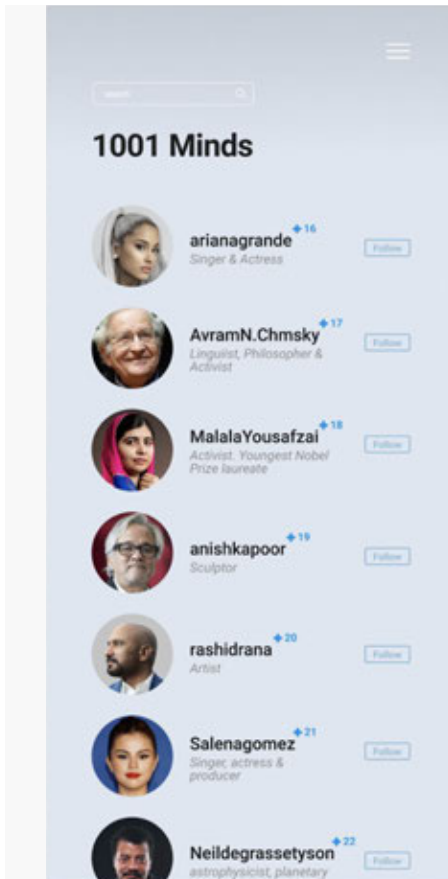 search
1001 Minds
arianagrande 16
Singer & Actress
Follow
AvramN.Chmsky 17
Linguiist, Philosopher &
Activist
Follow
MalalaYousafzai 18
Activist. Youngest Nobel
Prize laureate
Follow
anishkapoor 19
Sculptor
Follow
rashidrana 20
Artist
Follow
Salenagomez 21
Singer, actress &
producer
Follow
Neildegrassetyson 22
astrophysicist, planetary
Follow